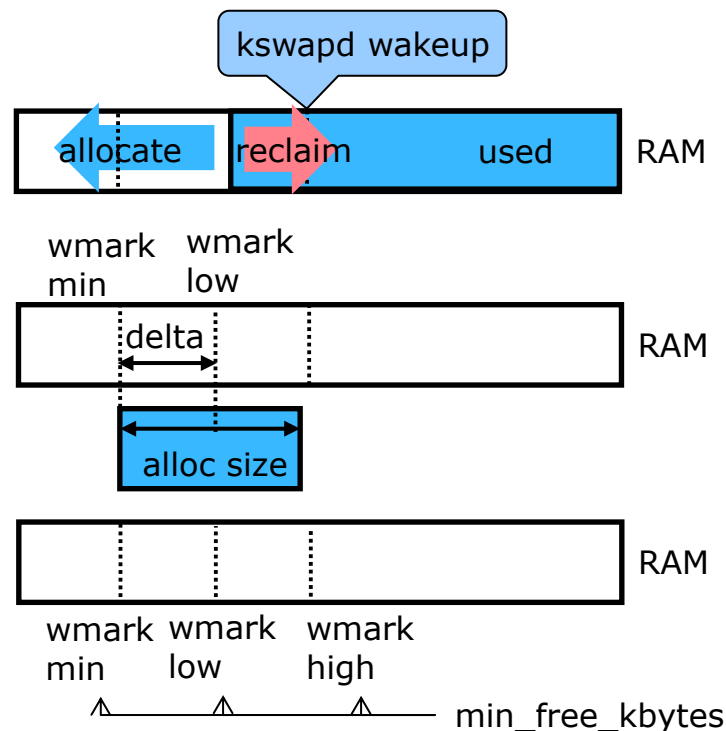 kswapd wakeup
allocate reclaim used RAM
wmark min
wmark low
delta
RAM
alloc size
RAM
wmark min
wmark low
wmark high
min_free_kbytes